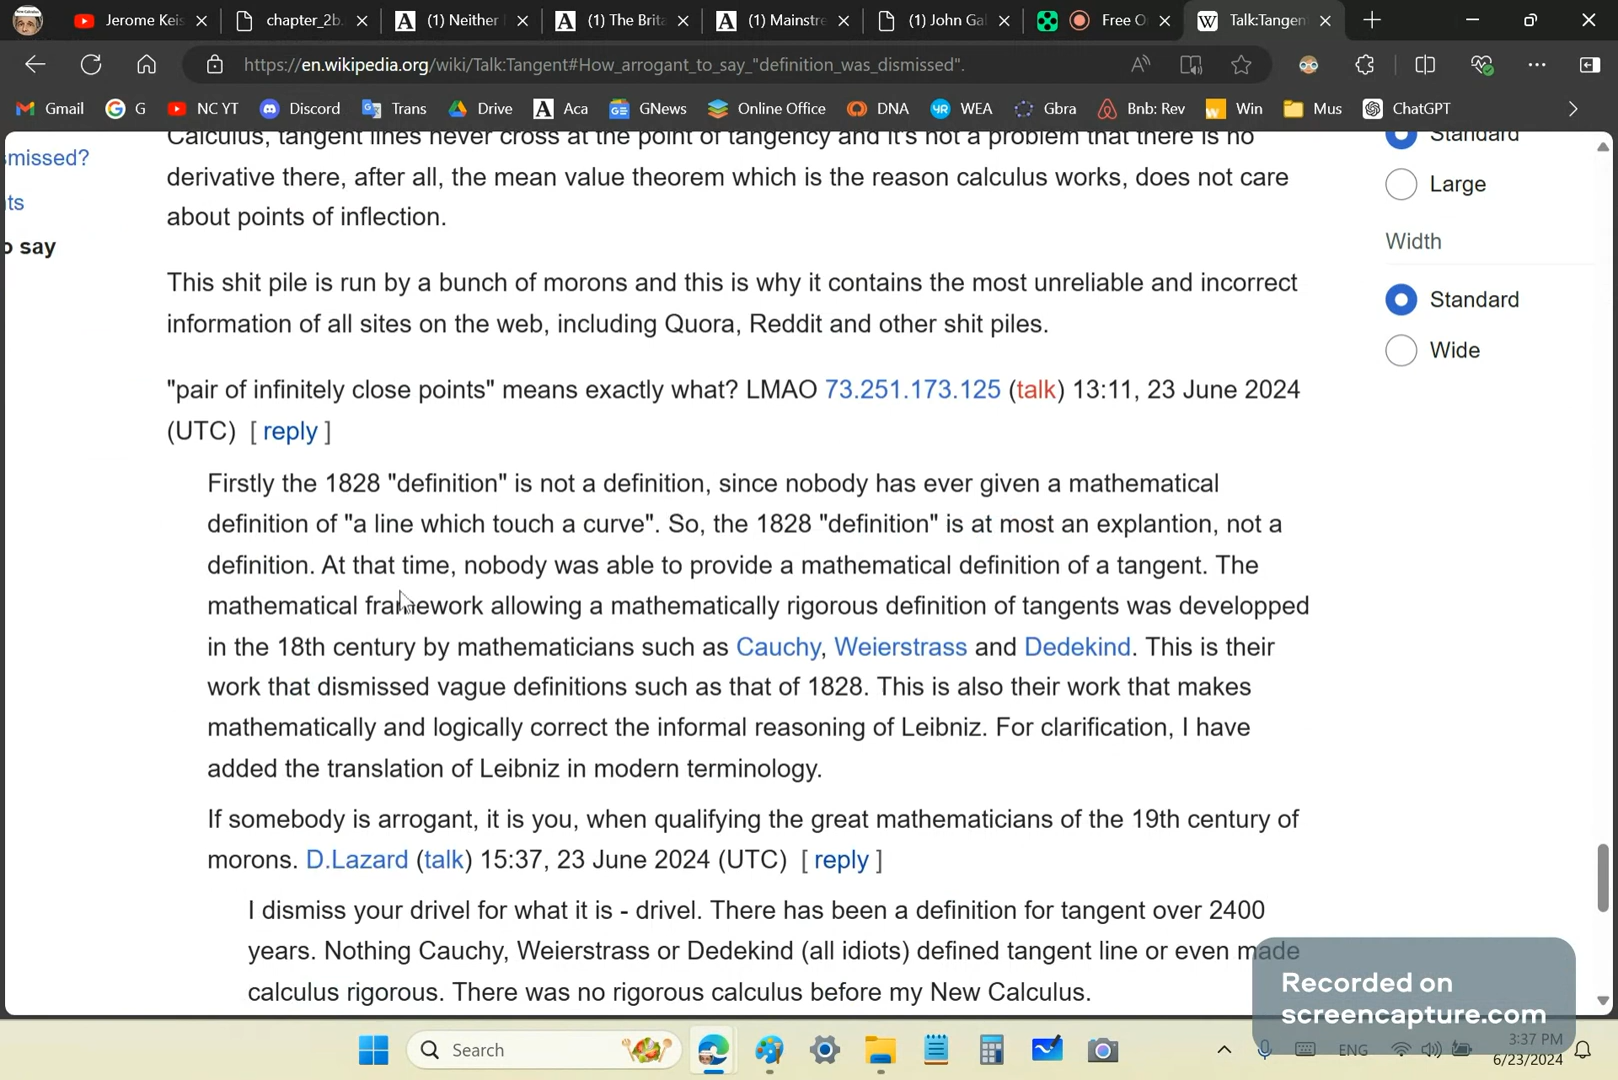 Jerome Keis
chapter_2b.
(1) Neither
(1) The Brita
(1) Mainstre
(1) John Gal
Free O
Talk:Tangen
https://en.wikipedia.org/wiki/Talk:Tangent#How_arrogant_to_say_"definition_was_dismissed".
Gmail G NC YT Discord Trans Drive Aca GNews Online Office DNA WEA Gbra Bnb: Rev Win Mus ChatGPT
Calculus, tangent lines never cross at the point of tangency and it's not a problem that there is no
derivative there, after all, the mean value theorem which is the reason calculus works, does not care
about points of inflection.
This shit pile is run by a bunch of morons and this is why it contains the most unreliable and incorrect
information of all sites on the web, including Quora, Reddit and other shit piles.
"pair of infinitely close points" means exactly what? LMAO 73.251.173.125 (talk) 13:11, 23 June 2024
(UTC) [ reply ]
Firstly the 1828 "definition" is not a definition, since nobody has ever given a mathematical
definition of "a line which touch a curve". So, the 1828 "definition" is at most an explantion, not a
definition. At that time, nobody was able to provide a mathematical definition of a tangent. The
mathematical framework allowing a mathematically rigorous definition of tangents was developped
in the 18th century by mathematicians such as Cauchy, Weierstrass and Dedekind. This is their
work that dismissed vague definitions such as that of 1828. This is also their work that makes
mathematically and logically correct the informal reasoning of Leibniz. For clarification, I have
added the translation of Leibniz in modern terminology.
If somebody is arrogant, it is you, when qualifying the great mathematicians of the 19th century of
morons. D.Lazard (talk) 15:37, 23 June 2024 (UTC) [ reply ]
I dismiss your drivel for what it is - drivel. There has been a definition for tangent over 2400
years. Nothing Cauchy, Weierstrass or Dedekind (all idiots) defined tangent line or even made
calculus rigorous. There was no rigorous calculus before my New Calculus.
smissed?
ts
o say
Standard
Large
Width
Standard
Wide
Recorded on
screencapture.com
Search
ENG
3:37 PM
6/23/2024